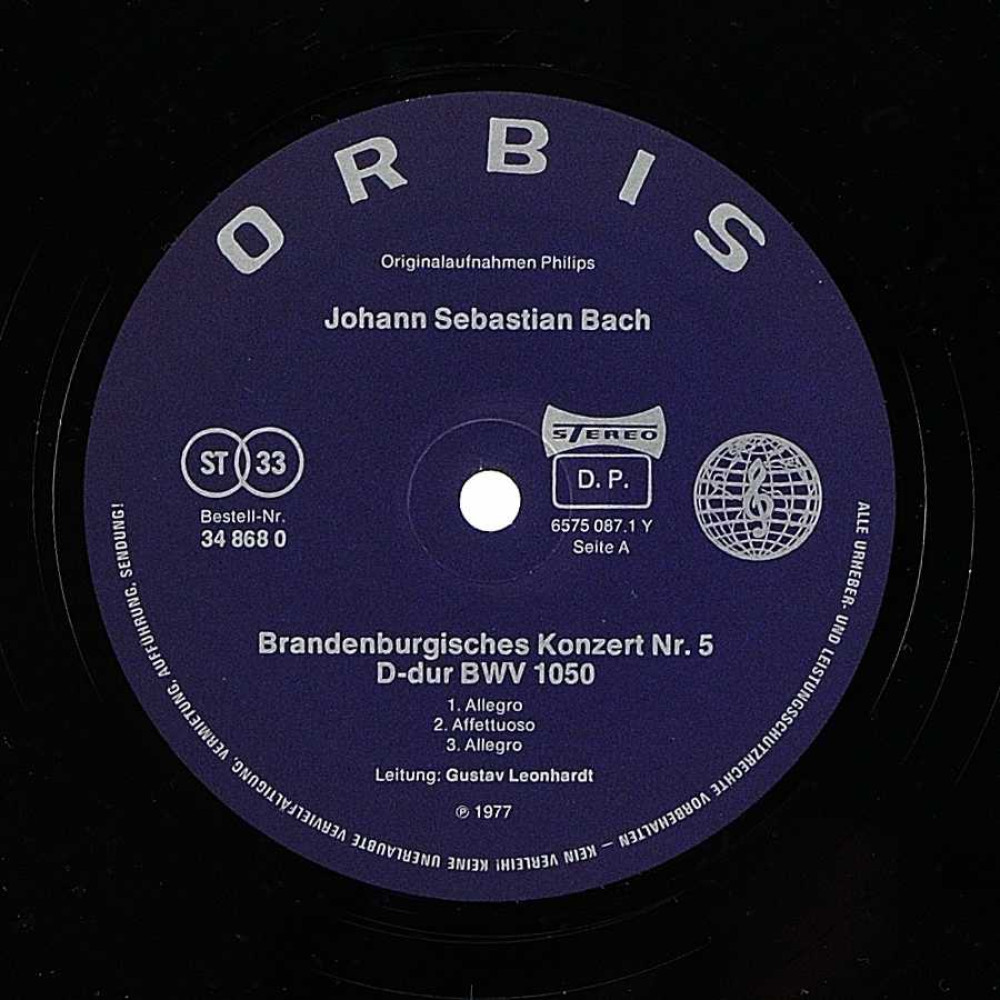 ORBIS
Originalaufnahmen Philips
Johann Sebastian Bach
ST 33
Bestell-Nr.
34 868 0
STEREO
D. P.
6575 087.1 Y
Seite A
Brandenburgisches Konzert Nr. 5
D-dur BWV 1050
1. Allegro
2. Affettuoso
3. Allegro
Leitung: Gustav Leonhardt
℗ 1977
ALLE URHEBER- UND LEISTUNGSSCHUTZRECHTE VORBEHALTEN – KEIN VERLEIH! KEINE UNERLAUBTE VERVIELFÄLTIGUNG, VERMIETUNG, AUFFÜHRUNG, SENDUNG!